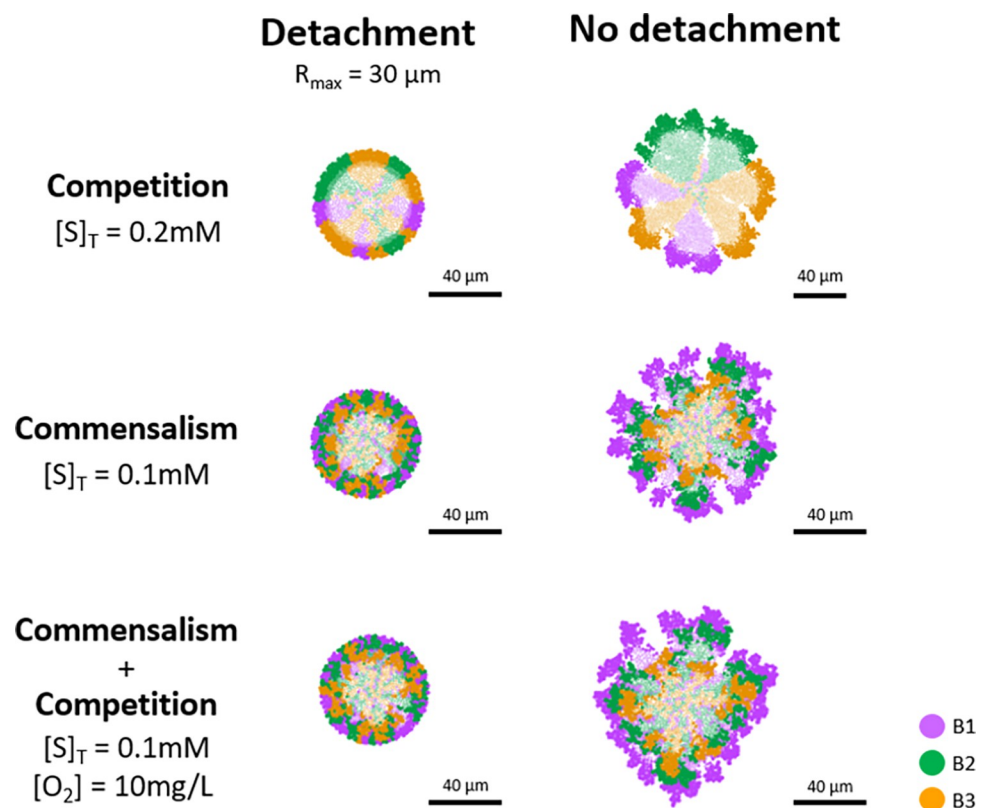 Detachment
No detachment
Rmax = 30 µm
Competition
[S]T = 0.2mM
40 µm
40 µm
Commensalism
[S]T = 0.1mM
40 µm
40 µm
Commensalism
+
Competition
[S]T = 0.1mM
[O2] = 10mg/L
40 µm
40 µm
B1
B2
B3